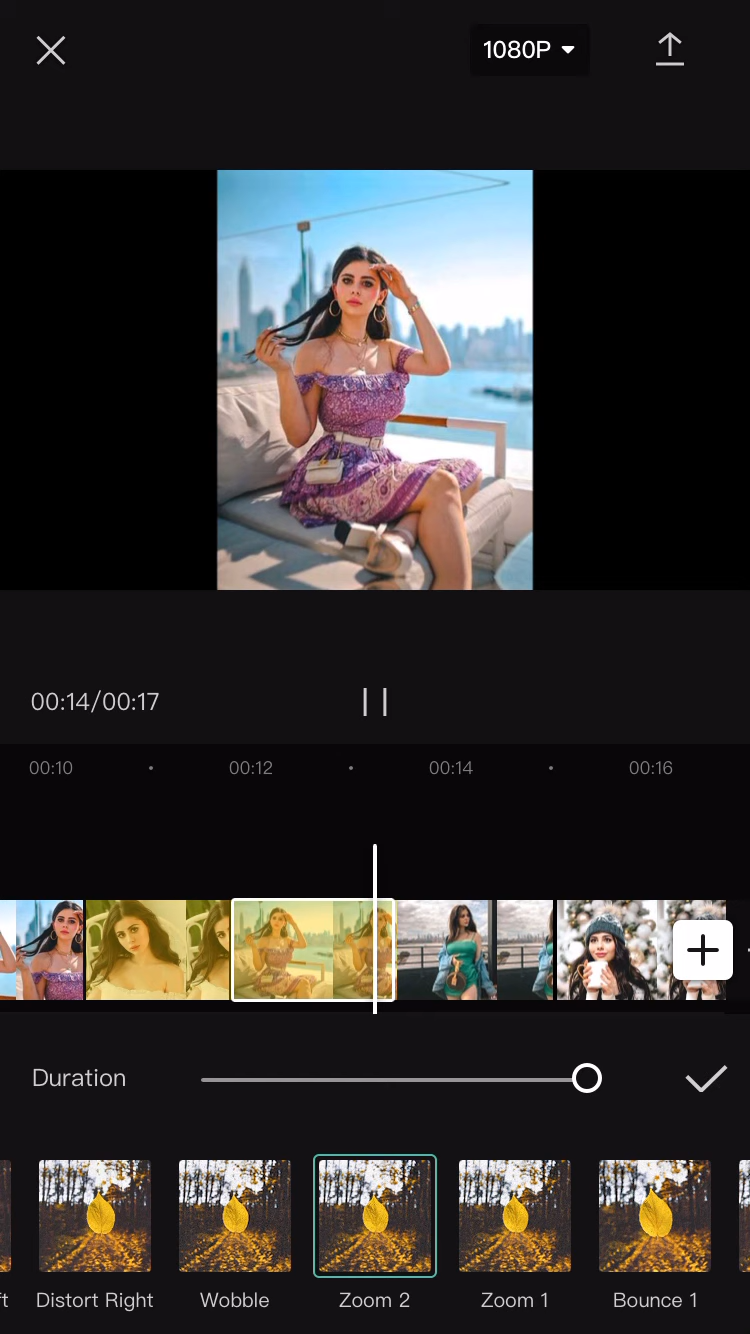 1080P
00:14/00:17
00:10
00:12
00:14
00:16
Duration
ft
Distort Right
Wobble
Zoom 2
Zoom 1
Bounce 1